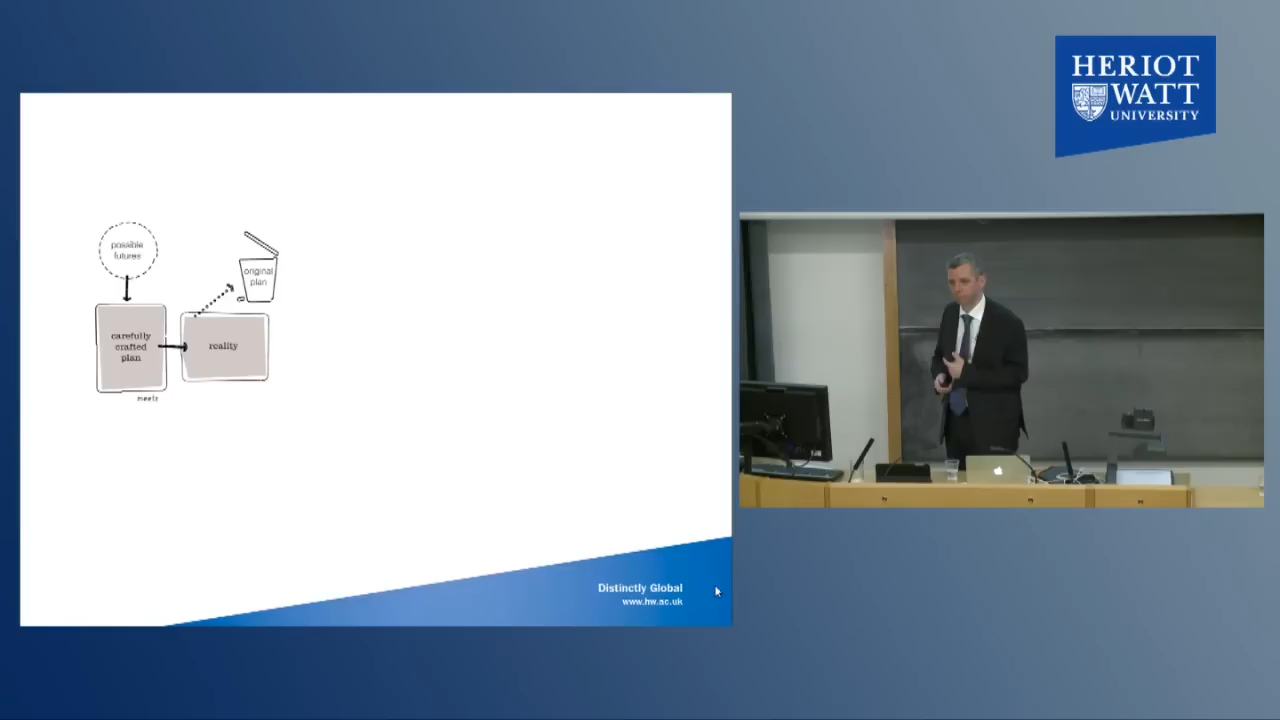 HERIOT
WATT
UNIVERSITY
possible
futures
original
plan
carefully
crafted
plan
reality
meets
Distinctly Global
www.hw.ac.uk